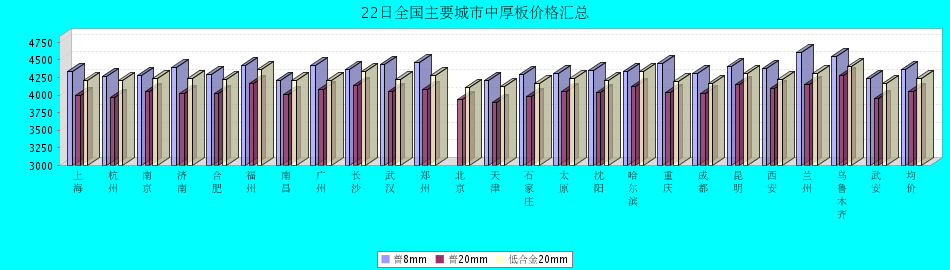 22日全国主要城市中厚板价格汇总
4750
4500
4250
4000
3750
3500
3250
3000
上海
杭州
南京
济南
合肥
福州
南昌
广州
长沙
武汉
郑州
北京
天津
石家庄
太原
沈阳
哈尔滨
重庆
成都
昆明
西安
兰州
乌鲁木齐
武安
均价
普8mm 普20mm 低合金20mm